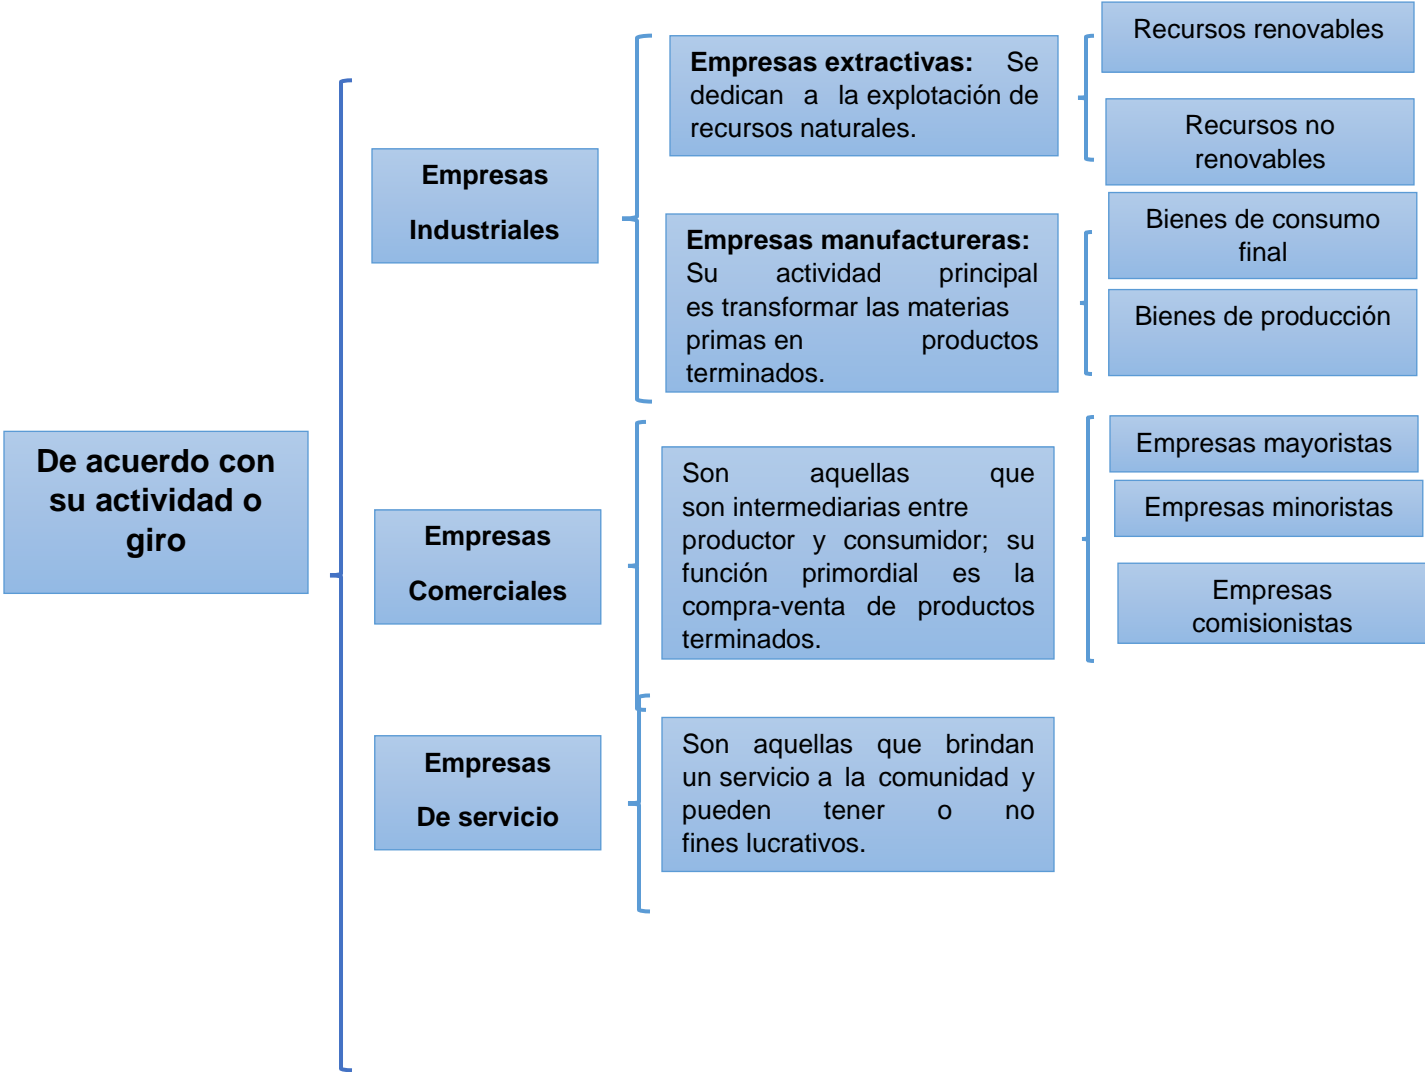 De acuerdo con
su actividad o
giro
Empresas
Industriales
Empresas extractivas: Se
dedican a la explotación de
recursos naturales.
Recursos renovables
Recursos no
renovables
Empresas manufactureras:
Su actividad principal
es transformar las materias
primas en productos
terminados.
Bienes de consumo
final
Bienes de producción
Empresas
Comerciales
Son aquellas que
son intermediarias entre
productor y consumidor; su
función primordial es la
compra-venta de productos
terminados.
Empresas mayoristas
Empresas minoristas
Empresas
comisionistas
Empresas
De servicio
Son aquellas que brindan
un servicio a la comunidad y
pueden tener o no
fines lucrativos.